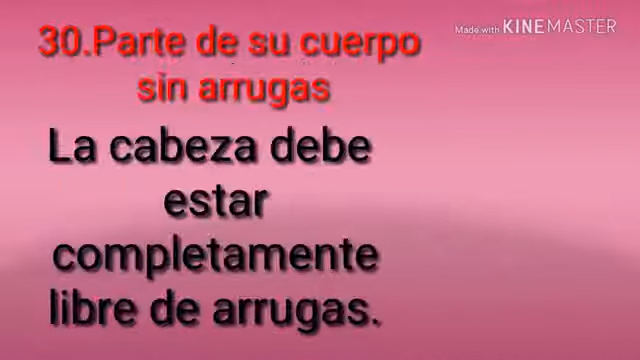 30.Parte de su cuerpo
sin arrugas
Made with KINEMASTER
La cabeza debe
estar
completamente
libre de arrugas.